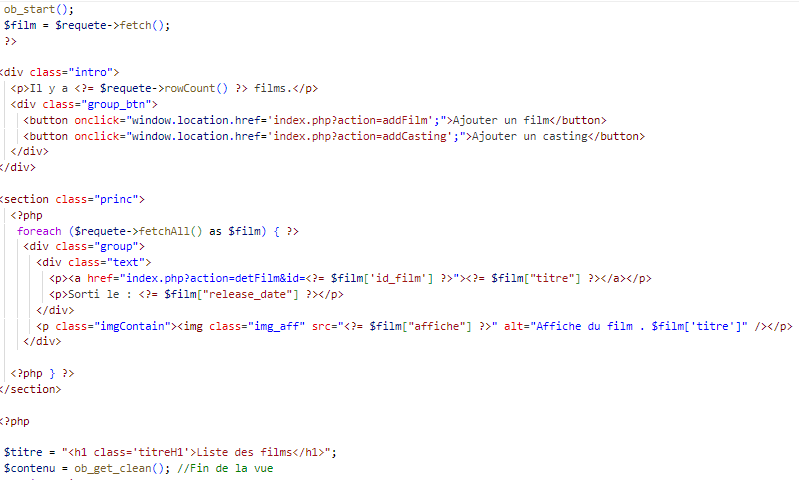 ob_start();
$film = $requete->fetch();
?>
<div class="intro">
<p>Il y a <?= $requete->rowCount() ?> films.</p>
<div class="group_btn">
<button onclick="window.location.href='index.php?action=addFilm';">Ajouter un film</button>
<button onclick="window.location.href='index.php?action=addCasting';">Ajouter un casting</button>
</div>
</div>
<section class="princ">
<?php
foreach ($requete->fetchAll() as $film) { ?>
<div class="group">
<div class="text">
<p><a href="index.php?action=detFilm&id=<?= $film['id_film'] ?>"><?= $film["titre"] ?></a></p>
<p>Sorti le : <?= $film["release_date"] ?></p>
</div>
<p class="imgContain"><img class="img_aff" src="<?= $film["affiche"] ?>" alt="Affiche du film . $film['titre']" /></p>
</div>
<?php } ?>
</section>
<?php
$titre = "<h1 class='titreH1'>Liste des films</h1>";
$contenu = ob_get_clean(); //Fin de la vue